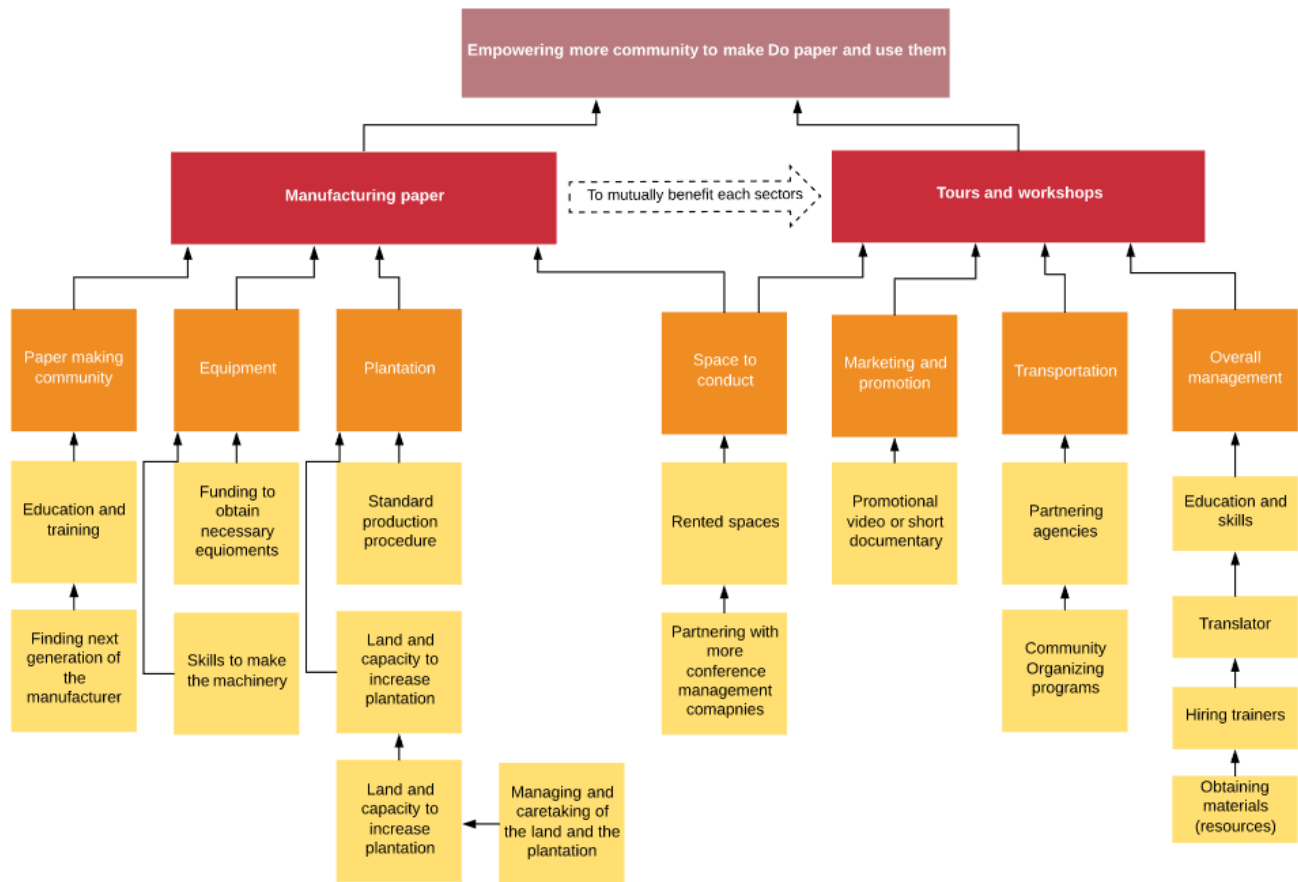 Empowering more community to make Do paper and use them
Manufacturing paper
To mutually benefit each sectors
Tours and workshops
Paper making
community
Equipment
Plantation
Space to
conduct
Marketing and
promotion
Transportation
Overall
management
Education and
training
Funding to
obtain
necessary
equioments
Standard
production
procedure
Rented spaces
Promotional
video or short
documentary
Partnering
agencies
Education and
skills
Finding next
generation of
the
manufacturer
Skills to make
the machinery
Land and
capacity to
increase
plantation
Partnering with
more
conference
management
comapnies
Community
Organizing
programs
Translator
Hiring trainers
Land and
capacity to
increase
plantation
Managing and
caretaking of
the land and the
plantation
Obtaining
materials
(resources)